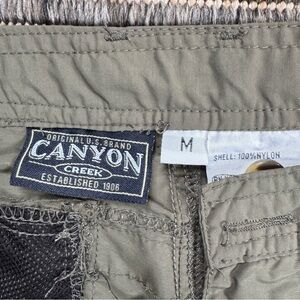 ORIGINAL U.S. BRAND
CANYON
CREEK
ESTABLISHED 1906
M
SHELL: 100%NYLON